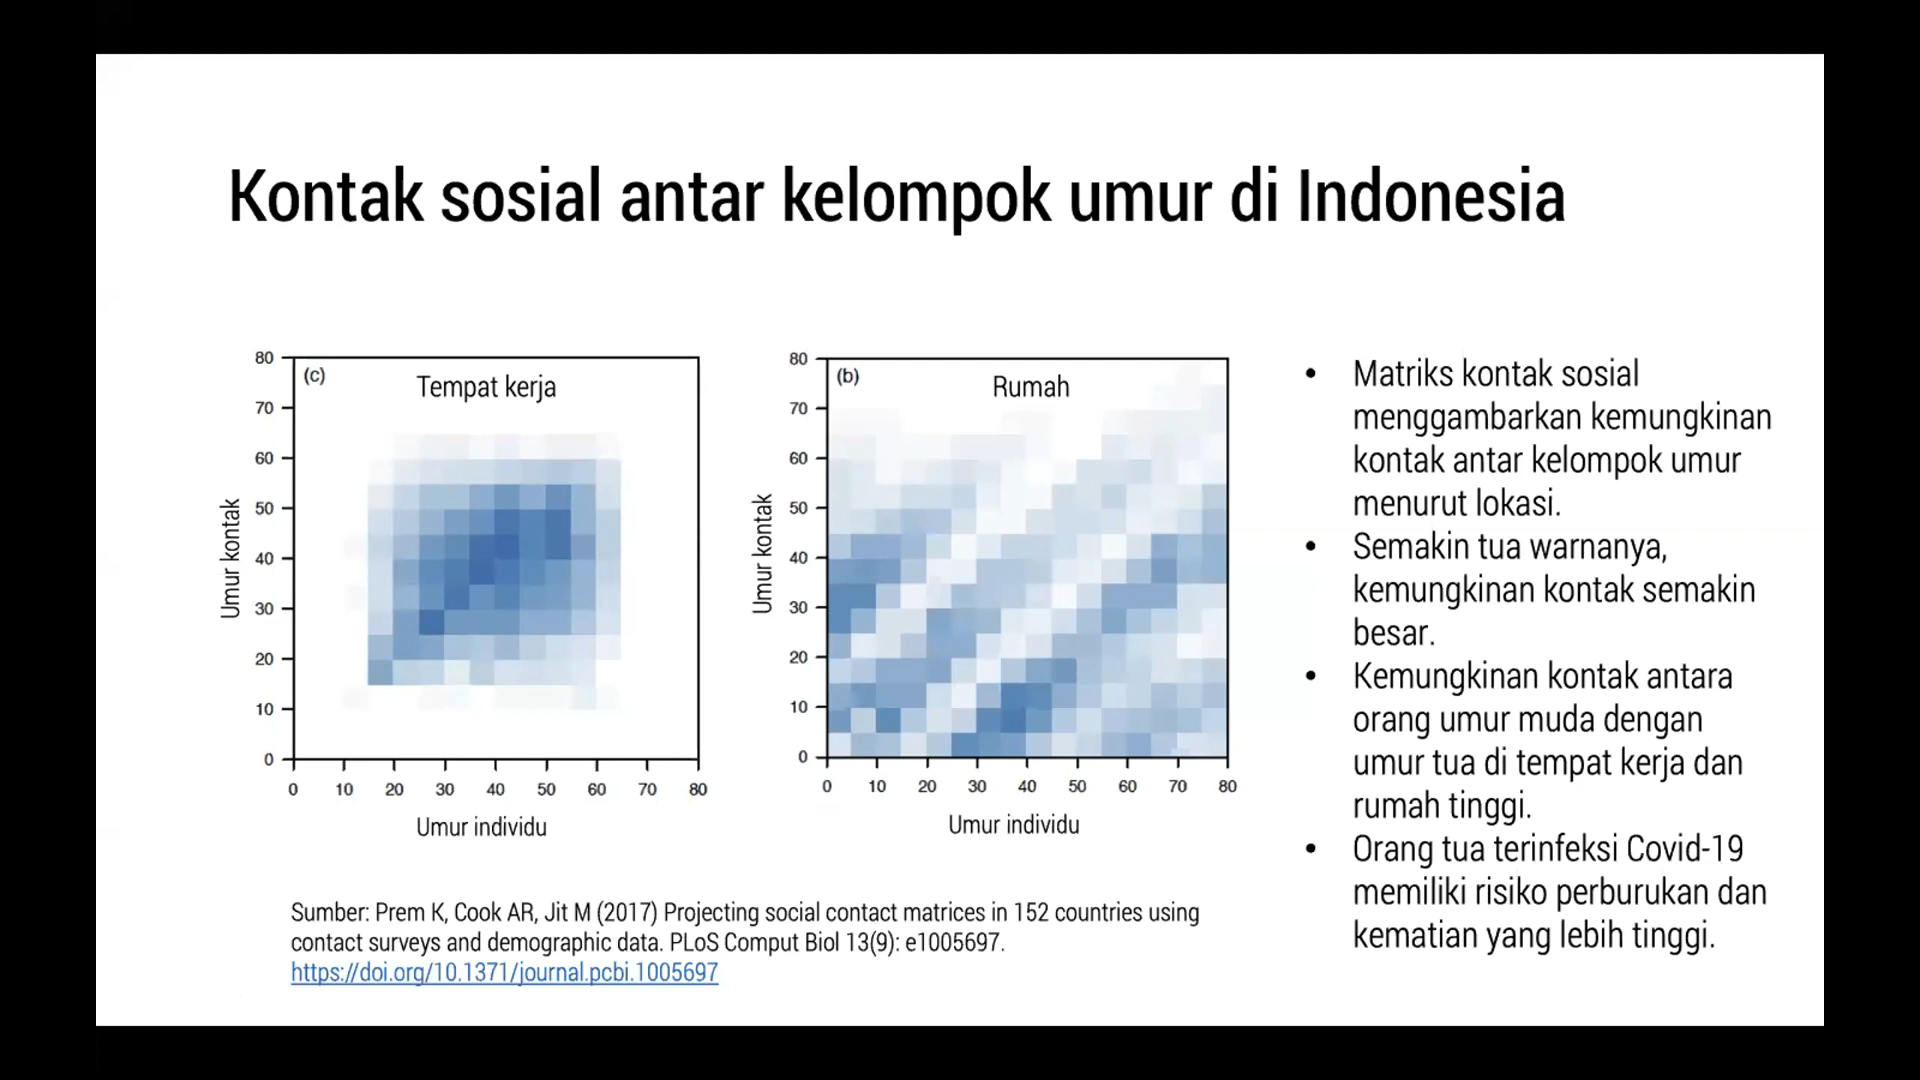 Kontak sosial antar kelompok umur di Indonesia
(c)
Tempat kerja
80
70
60
50
40
30
20
10
0
0 10 20 30 40 50 60 70 80
Umur kontak
Umur individu
(b)
Rumah
80
70
60
50
40
30
20
10
0
0 10 20 30 40 50 60 70 80
Umur kontak
Umur individu
• Matriks kontak sosial
menggambarkan kemungkinan
kontak antar kelompok umur
menurut lokasi.
• Semakin tua warnanya,
kemungkinan kontak semakin
besar.
• Kemungkinan kontak antara
orang umur muda dengan
umur tua di tempat kerja dan
rumah tinggi.
• Orang tua terinfeksi Covid-19
memiliki risiko perburukan dan
kematian yang lebih tinggi.
Sumber: Prem K, Cook AR, Jit M (2017) Projecting social contact matrices in 152 countries using
contact surveys and demographic data. PLoS Comput Biol 13(9): e1005697.
https://doi.org/10.1371/journal.pcbi.1005697